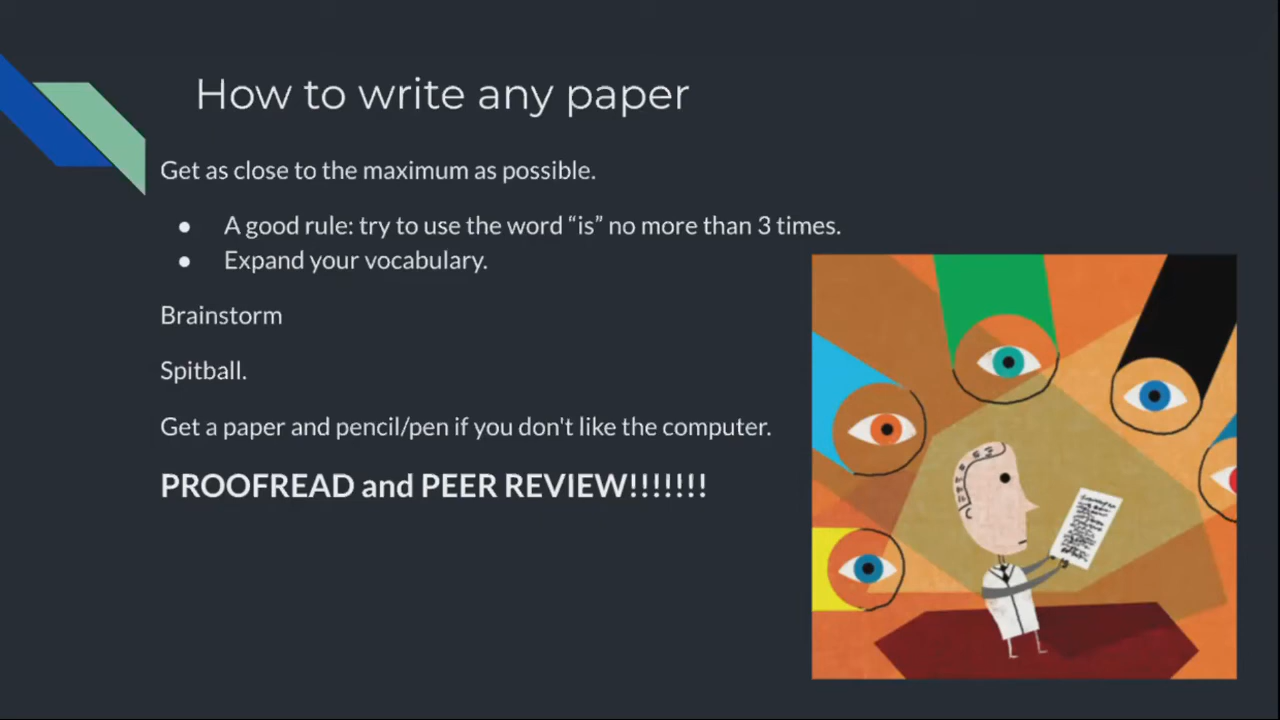 How to write any paper
Get as close to the maximum as possible.
● A good rule: try to use the word “is” no more than 3 times.
● Expand your vocabulary.
Brainstorm
Spitball.
Get a paper and pencil/pen if you don't like the computer.
PROOFREAD and PEER REVIEW!!!!!!!